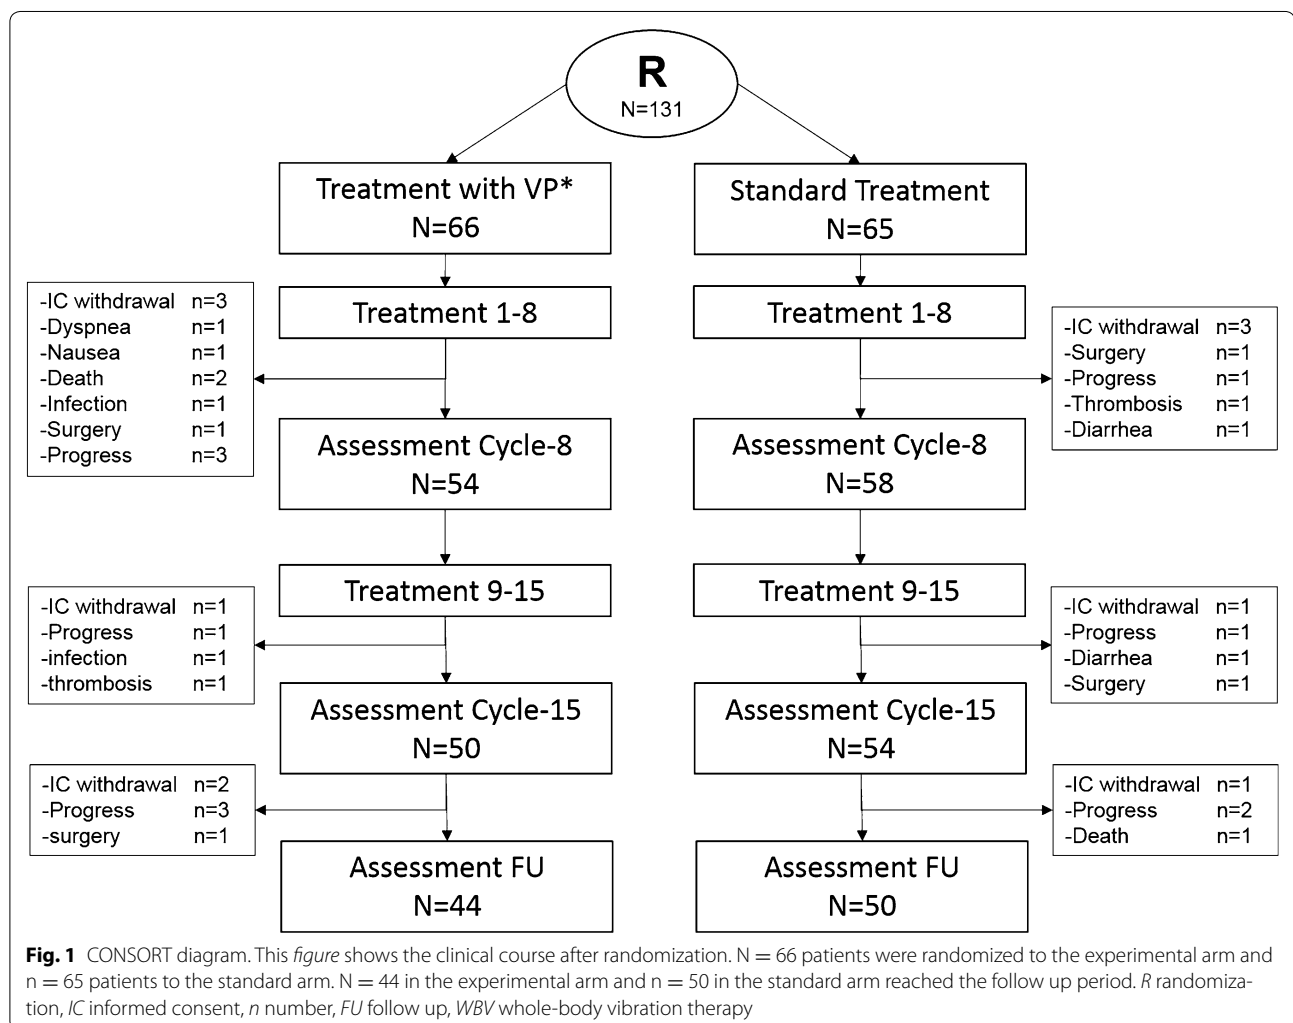 R
N=131
Treatment with VP*
N=66
Standard Treatment
N=65
Treatment 1-8
Treatment 1-8
-IC withdrawal n=3
-Dyspnea n=1
-Nausea n=1
-Death n=2
-Infection n=1
-Surgery n=1
-Progress n=3
-IC withdrawal n=3
-Surgery n=1
-Progress n=1
-Thrombosis n=1
-Diarrhea n=1
Assessment Cycle-8
N=54
Assessment Cycle-8
N=58
Treatment 9-15
Treatment 9-15
-IC withdrawal n=1
-Progress n=1
-infection n=1
-thrombosis n=1
-IC withdrawal n=1
-Progress n=1
-Diarrhea n=1
-Surgery n=1
Assessment Cycle-15
N=50
Assessment Cycle-15
N=54
-IC withdrawal n=2
-Progress n=3
-surgery n=1
-IC withdrawal n=1
-Progress n=2
-Death n=1
Assessment FU
N=44
Assessment FU
N=50
Fig. 1 CONSORT diagram. This figure shows the clinical course after randomization. N = 66 patients were randomized to the experimental arm and
n = 65 patients to the standard arm. N = 44 in the experimental arm and n = 50 in the standard arm reached the follow up period. R randomiza-
tion, IC informed consent, n number, FU follow up, WBV whole-body vibration therapy